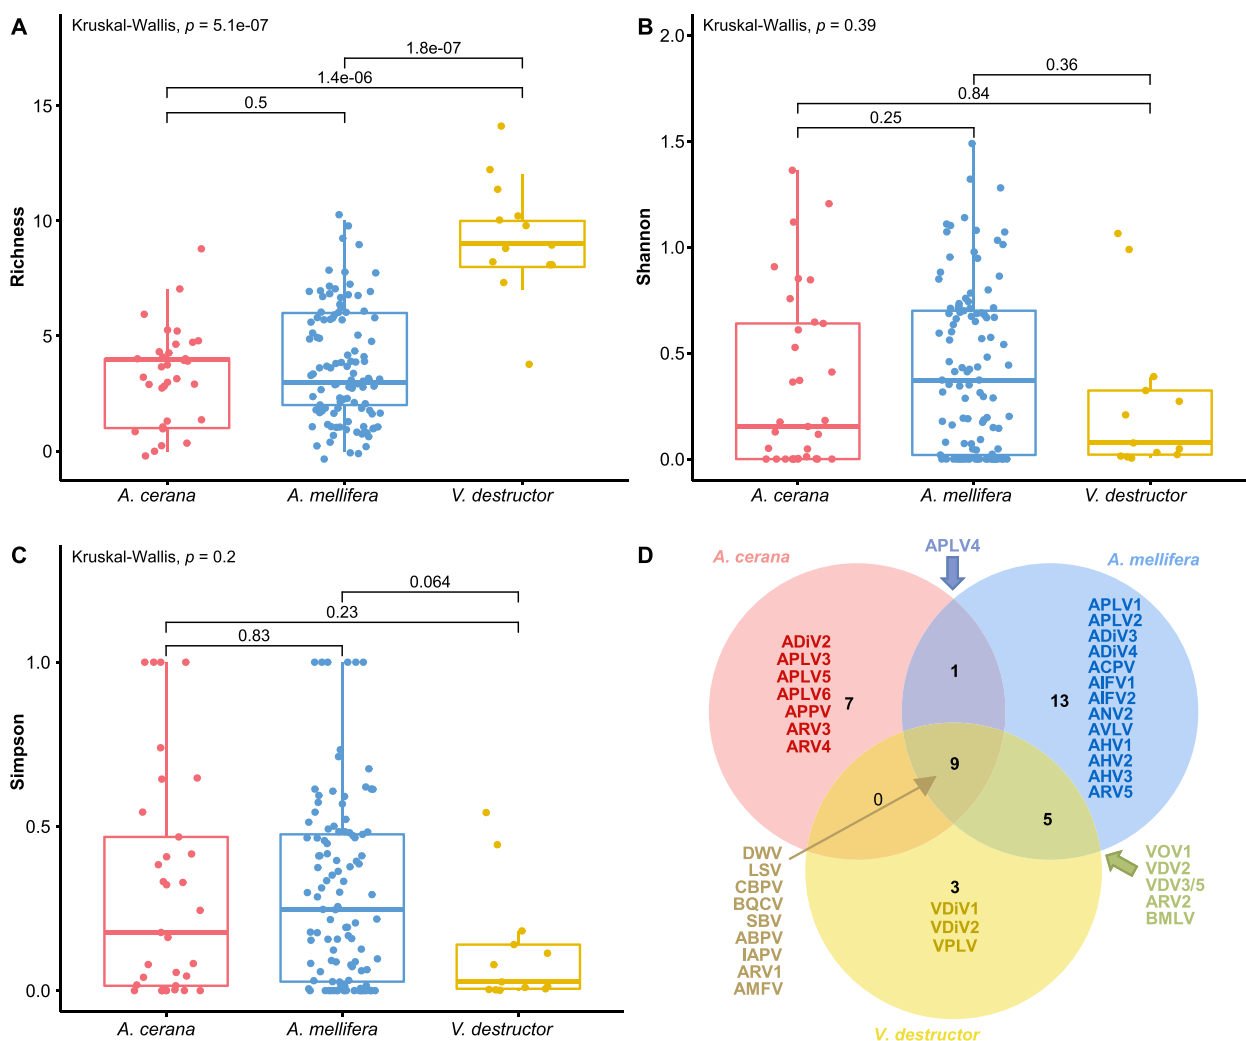 A
Kruskal-Wallis, p = 5.1e-07
1.8e-07
1.4e-06
0.5
15
10
5
0
Richness
A. cerana
A. mellifera
V. destructor
B
Kruskal-Wallis, p = 0.39
0.36
0.84
0.25
2.0
1.5
1.0
0.5
0.0
Shannon
A. cerana
A. mellifera
V. destructor
C
Kruskal-Wallis, p = 0.2
0.064
0.23
0.83
1.0
0.5
0.0
Simpson
A. cerana
A. mellifera
V. destructor
D
A. cerana
APLV4
A. mellifera
ADiV2
APLV3
APLV5
APLV6
APPV
ARV3
ARV4
7
1
13
APLV1
APLV2
ADiV3
ADiV4
ACPV
AIFV1
AIFV2
ANV2
AVLV
AHV1
AHV2
AHV3
ARV5
9
0
5
DWV
LSV
CBPV
BQCV
SBV
ABPV
IAPV
ARV1
AMFV
3
VDiV1
VDiV2
VPLV
VOV1
VDV2
VDV3/5
ARV2
BMLV
V. destructor